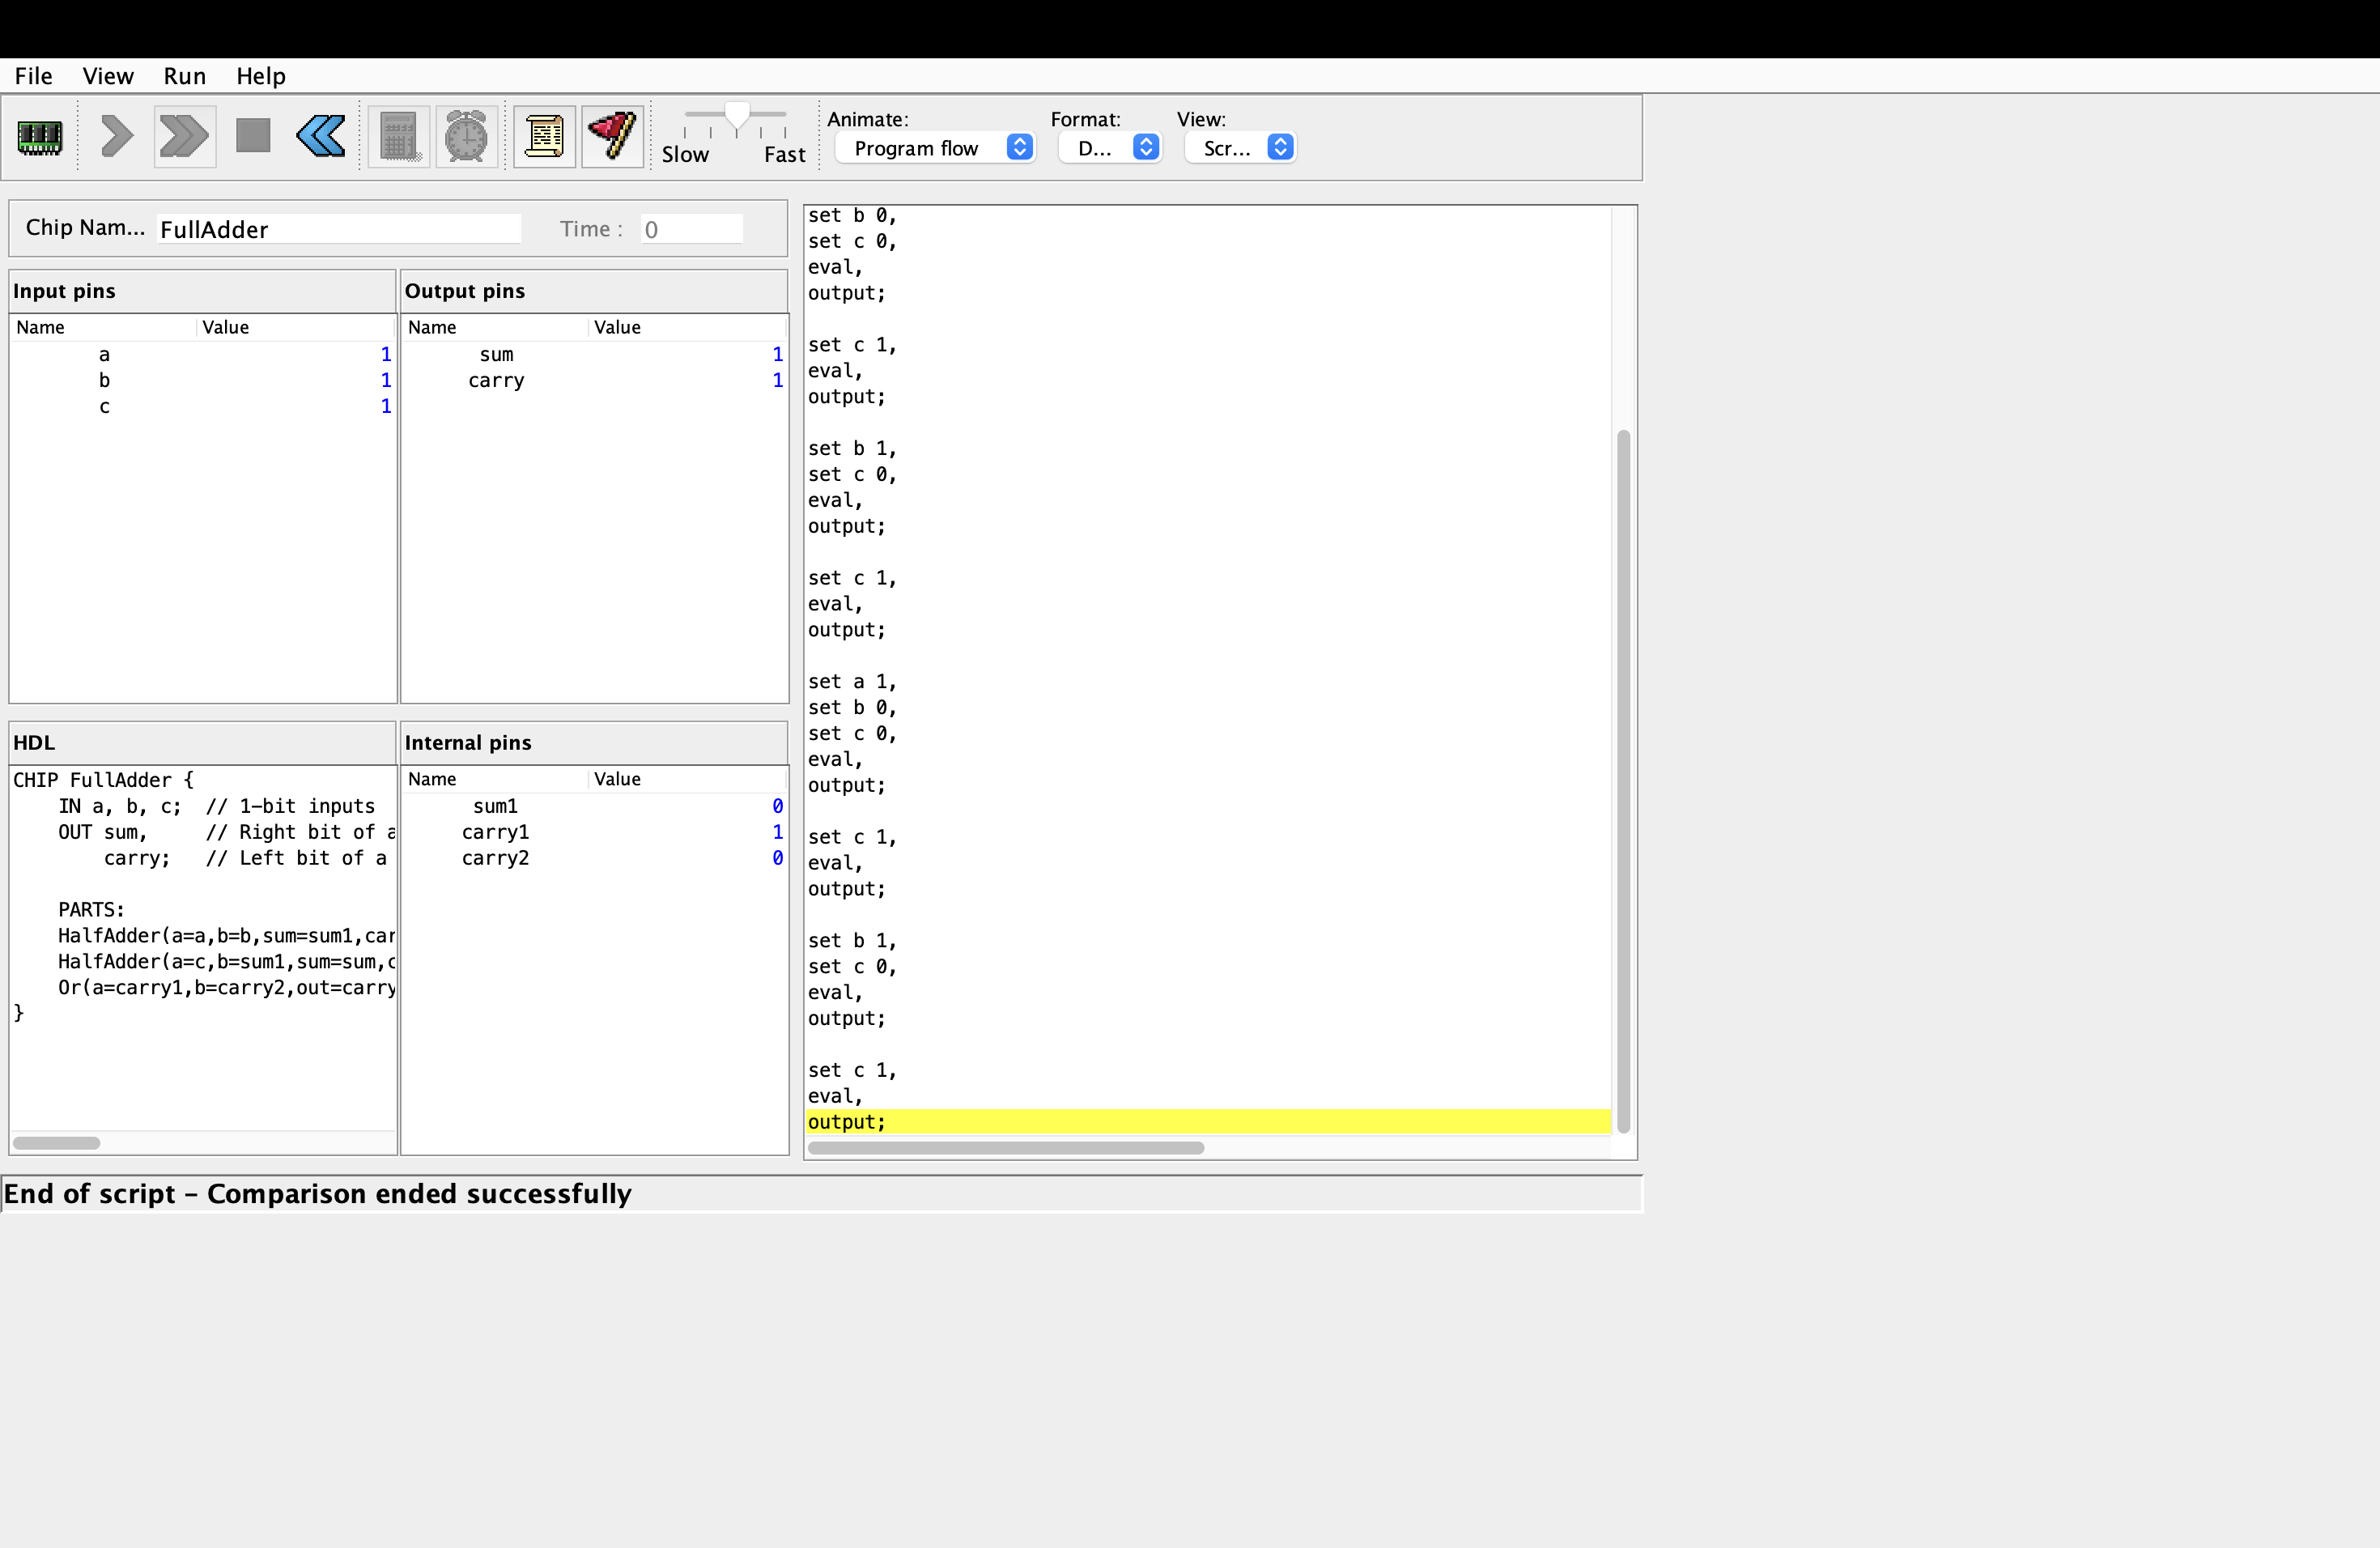 File View Run Help
Slow Fast
Animate: Format: View:
Program flow D... Scr...
Chip Nam... FullAdder Time : 0
Input pins
Name Value
a 1
b 1
c 1
Output pins
Name Value
sum 1
carry 1
HDL
CHIP FullAdder {
IN a, b, c; // 1-bit inputs
OUT sum, // Right bit of a
carry; // Left bit of a
PARTS:
HalfAdder(a=a,b=b,sum=sum1,car
HalfAdder(a=c,b=sum1,sum=sum,c
Or(a=carry1,b=carry2,out=carry
}
Internal pins
Name Value
sum1 0
carry1 1
carry2 0
set b 0,
set c 0,
eval,
output;
set c 1,
eval,
output;
set b 1,
set c 0,
eval,
output;
set c 1,
eval,
output;
set a 1,
set b 0,
set c 0,
eval,
output;
set c 1,
eval,
output;
set b 1,
set c 0,
eval,
output;
set c 1,
eval,
output;
End of script – Comparison ended successfully